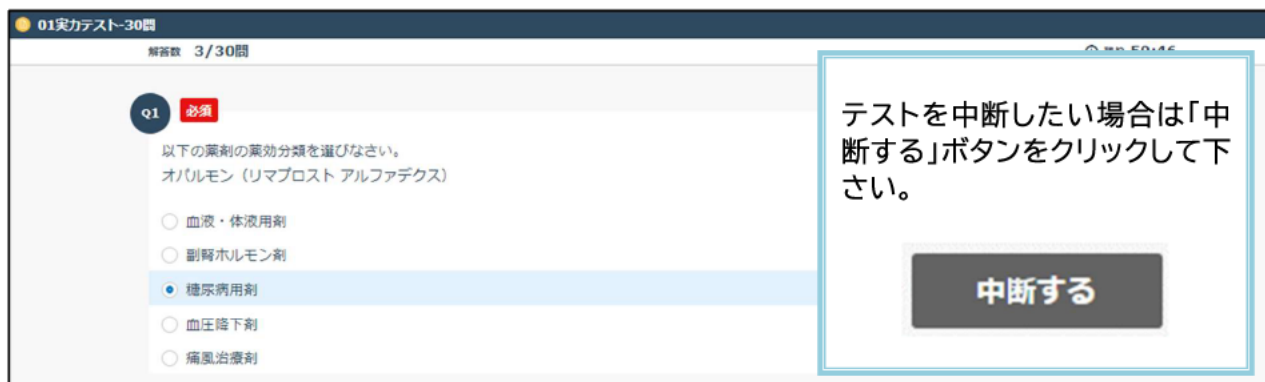 01実力テスト-30問
解答数 3/30問
Q1 必須
以下の薬剤の薬効分類を選びなさい。
オパルモン（リマプロスト アルファデクス）
血液・体液用剤
副腎ホルモン剤
糖尿病用剤
血圧降下剤
痛風治療剤
テストを中断したい場合は「中
断する」ボタンをクリックして下
さい。
中断する